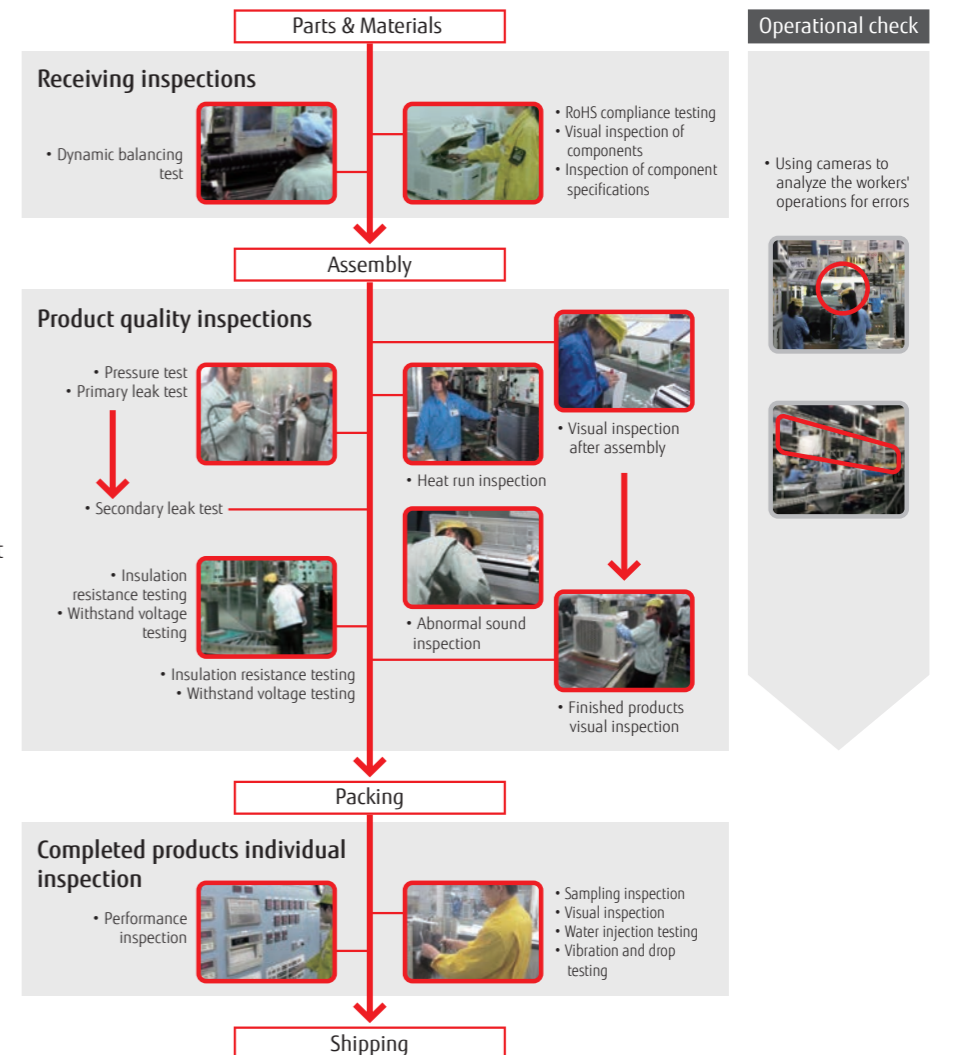 Parts & Materials
Operational check
Receiving inspections
• Dynamic balancing
test
• RoHS compliance testing
• Visual inspection of
components
• Inspection of component
specifications
• Using cameras to
analyze the workers'
operations for errors
Assembly
Product quality inspections
• Pressure test
• Primary leak test
• Secondary leak test
• Heat run inspection
• Visual inspection
after assembly
• Insulation
resistance testing
• Withstand voltage
testing
• Insulation resistance testing
• Withstand voltage testing
• Abnormal sound
inspection
• Finished products
visual inspection
Packing
Completed products individual
inspection
• Performance
inspection
• Sampling inspection
• Visual inspection
• Water injection testing
• Vibration and drop
testing
Shipping